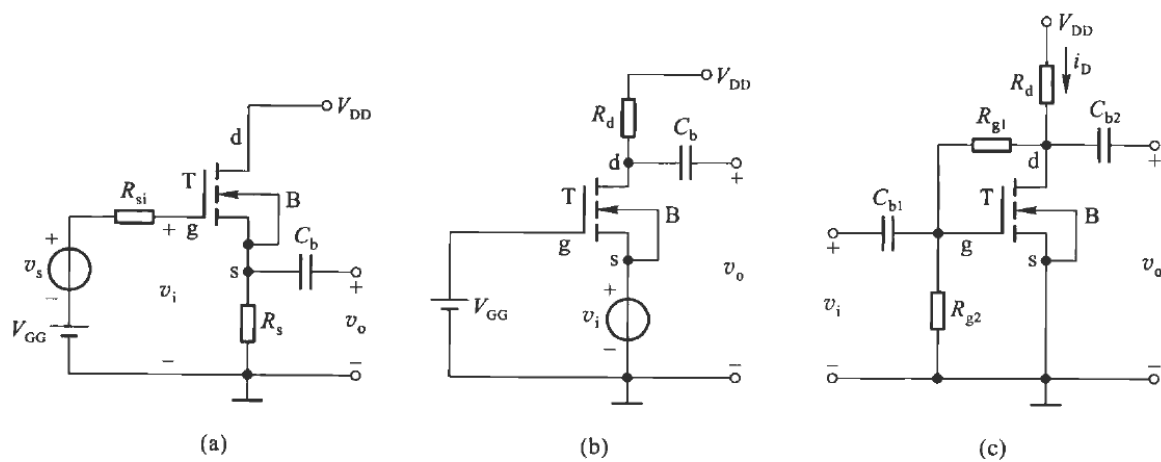 V_DD
d
T
B
R_si
+
g
+
v_s
−
v_i
s
C_b
+
V_GG
R_s
v_o
−
−
(a)
V_DD
R_d
C_b
d
+
T
B
g
s
+
V_GG
v_i
v_o
−
−
(b)
V_DD
i_D
R_d
R_g1
C_b2
d
+
T
B
C_b1
g
s
+
v_i
R_g2
v_o
−
−
(c)